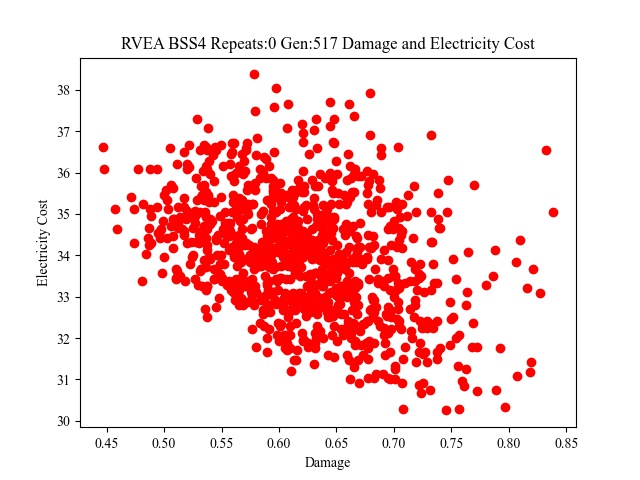 RVEA BSS4 Repeats:0 Gen:517 Damage and Electricity Cost
38
37
36
35
34
33
32
31
30
Electricity Cost
0.45 0.50 0.55 0.60 0.65 0.70 0.75 0.80 0.85
Damage